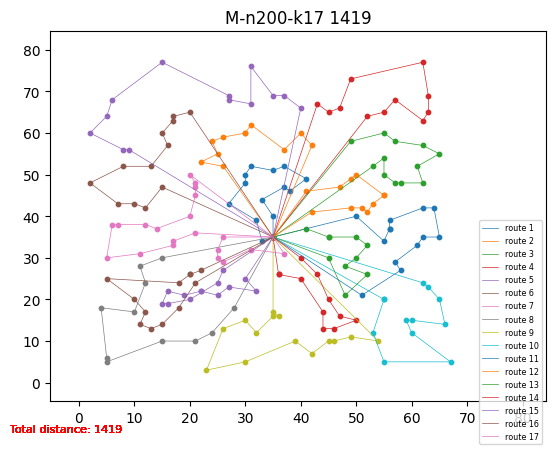 M-n200-k17 1419
80
70
60
50
40
30
20
10
0
route 1
route 2
route 3
route 4
route 5
route 6
route 7
route 8
route 9
route 10
route 11
route 12
route 13
route 14
route 15
route 16
route 17
0 10 20 30 40 50 60 70 80
Total distance: 1419